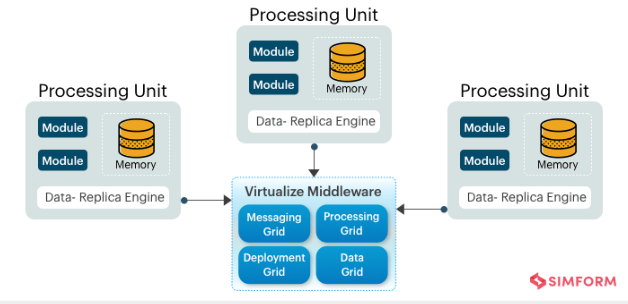 Processing Unit
Module
Module
Memory
Data- Replica Engine
Processing Unit
Module
Module
Memory
Data- Replica Engine
Processing Unit
Module
Module
Memory
Data- Replica Engine
Virtualize Middleware
Messaging
Grid
Processing
Grid
Deployment
Grid
Data
Grid
SIMFORM